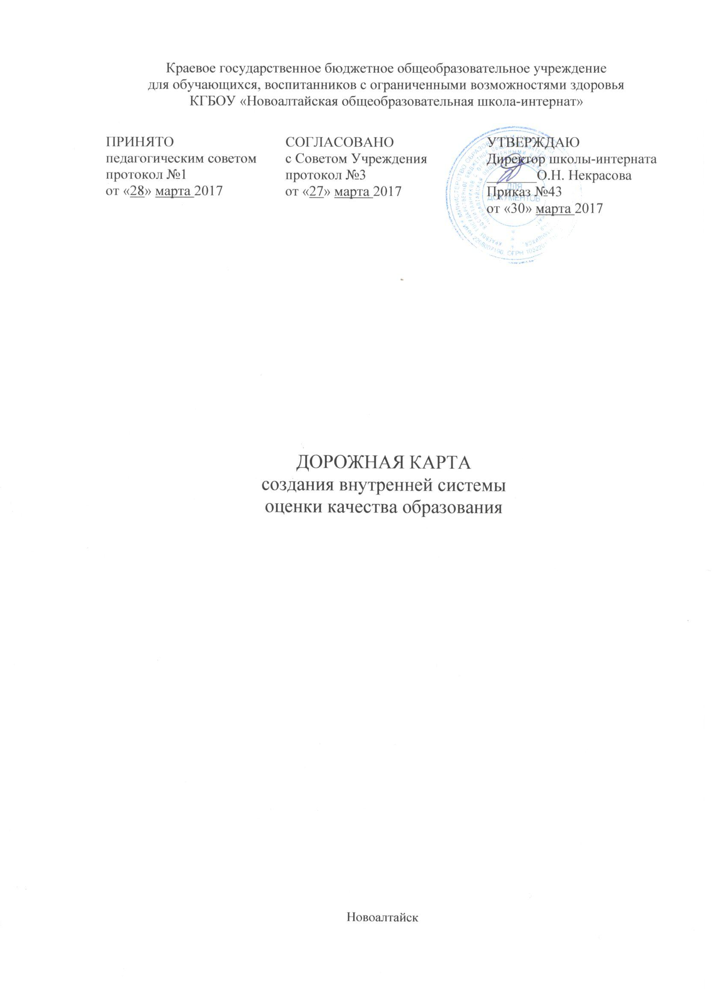 Краевое государственное бюджетное общеобразовательное учреждение
для обучающихся, воспитанников с ограниченными возможностями здоровья
КГБОУ «Новоалтайская общеобразовательная школа-интернат»
ПРИНЯТО
педагогическим советом
протокол №1
от «28» марта 2017
СОГЛАСОВАНО
с Советом Учреждения
протокол №3
от «27» марта 2017
УТВЕРЖДАЮ
Директор школы-интерната
_______О.Н. Некрасова
Приказ №43
от «30» марта 2017
ДЛЯ
ДОКУМЕНТОВ
ДОРОЖНАЯ КАРТА
создания внутренней системы
оценки качества образования
Новоалтайск